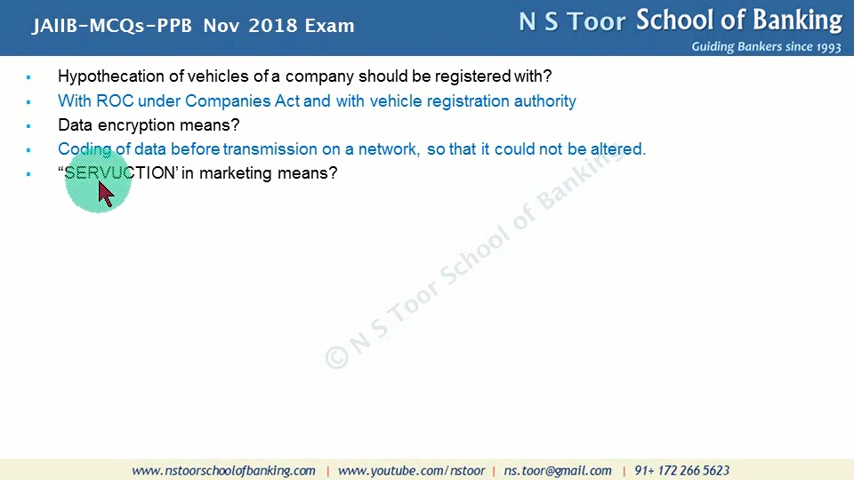 JAIIB-MCQs-PPB Nov 2018 Exam
N S Toor School of Banking
Guiding Bankers since 1993
Hypothecation of vehicles of a company should be registered with?
With ROC under Companies Act and with vehicle registration authority
Data encryption means?
Coding of data before transmission on a network, so that it could not be altered.
“SERVUCTION’ in marketing means?
© N S Toor School of Banking
www.nstoorschoolofbanking.com | www.youtube.com/nstoor | ns.toor@gmail.com | 91+ 172 266 5623